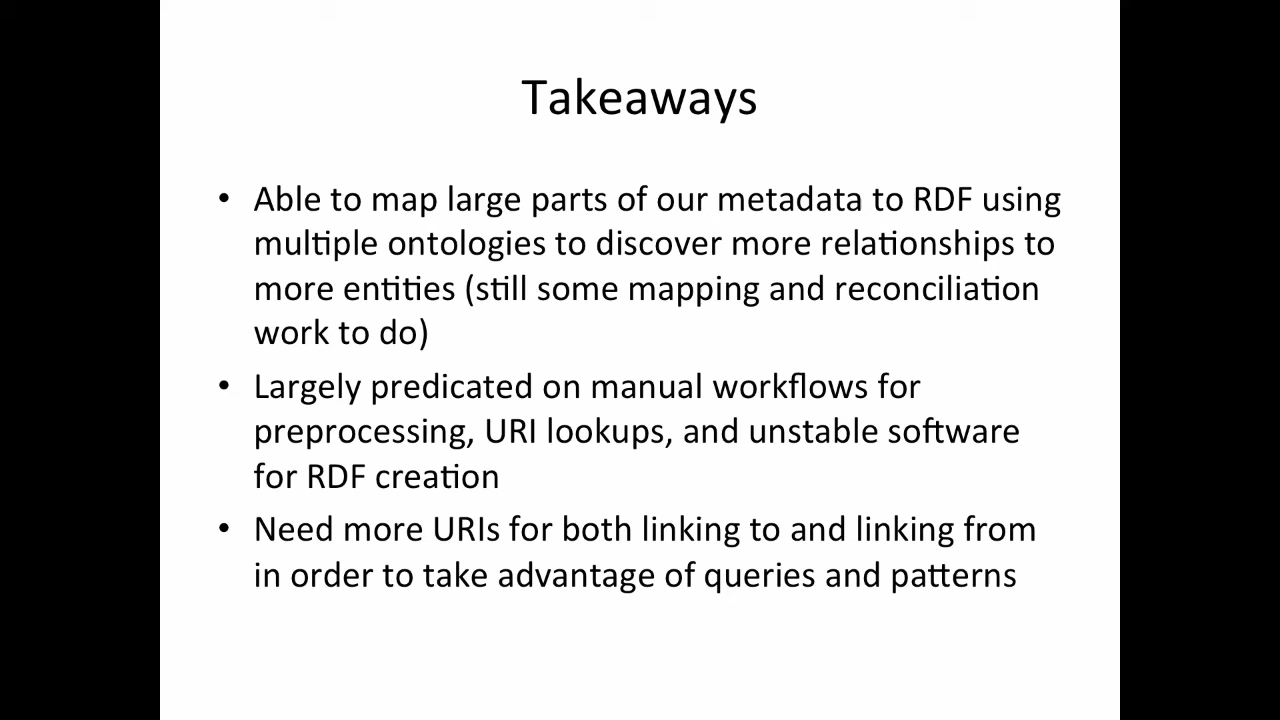 Takeaways
• Able to map large parts of our metadata to RDF using
multiple ontologies to discover more relationships to
more entities (still some mapping and reconciliation
work to do)
• Largely predicated on manual workflows for
preprocessing, URI lookups, and unstable software
for RDF creation
• Need more URIs for both linking to and linking from
in order to take advantage of queries and patterns